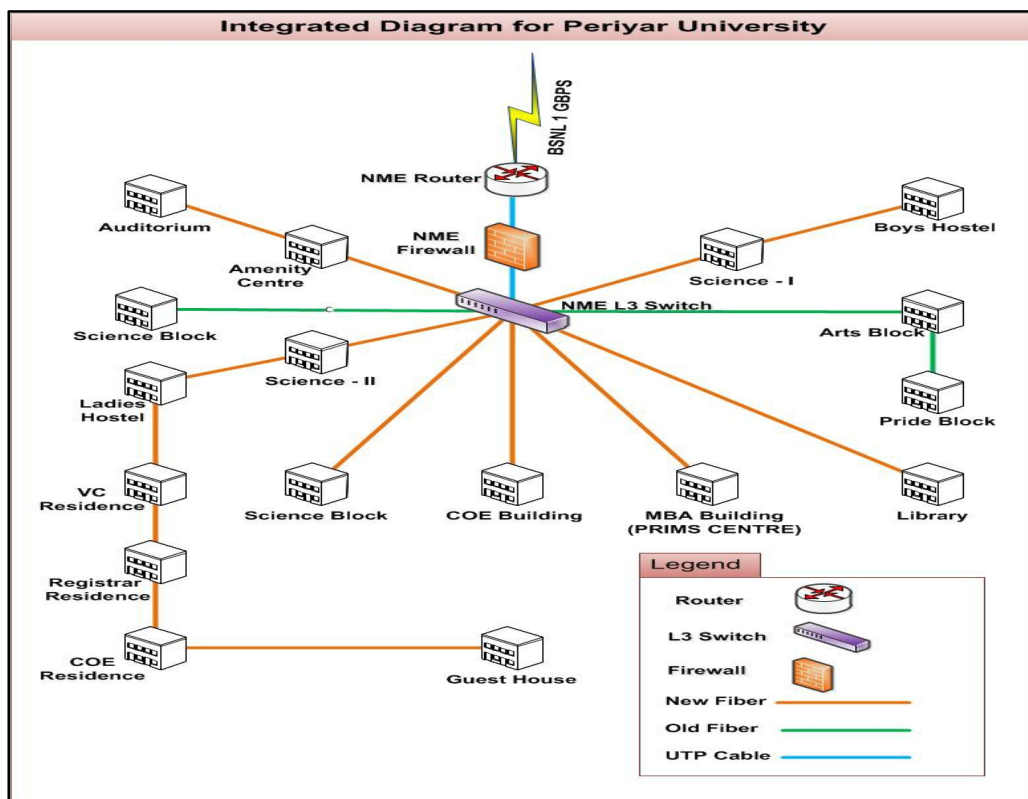 Integrated Diagram for Periyar University
BSNL 1 GBPS
NME Router
Auditorium
Boys Hostel
NME
Firewall
Amenity
Centre
Science - I
NME L3 Switch
Science Block
Arts Block
Science - II
Ladies
Hostel
Pride Block
VC
Residence
Science Block
COE Building
MBA Building
(PRIMS CENTRE)
Library
Registrar
Residence
COE
Residence
Guest House
Legend
Router
L3 Switch
Firewall
New Fiber
Old Fiber
UTP Cable